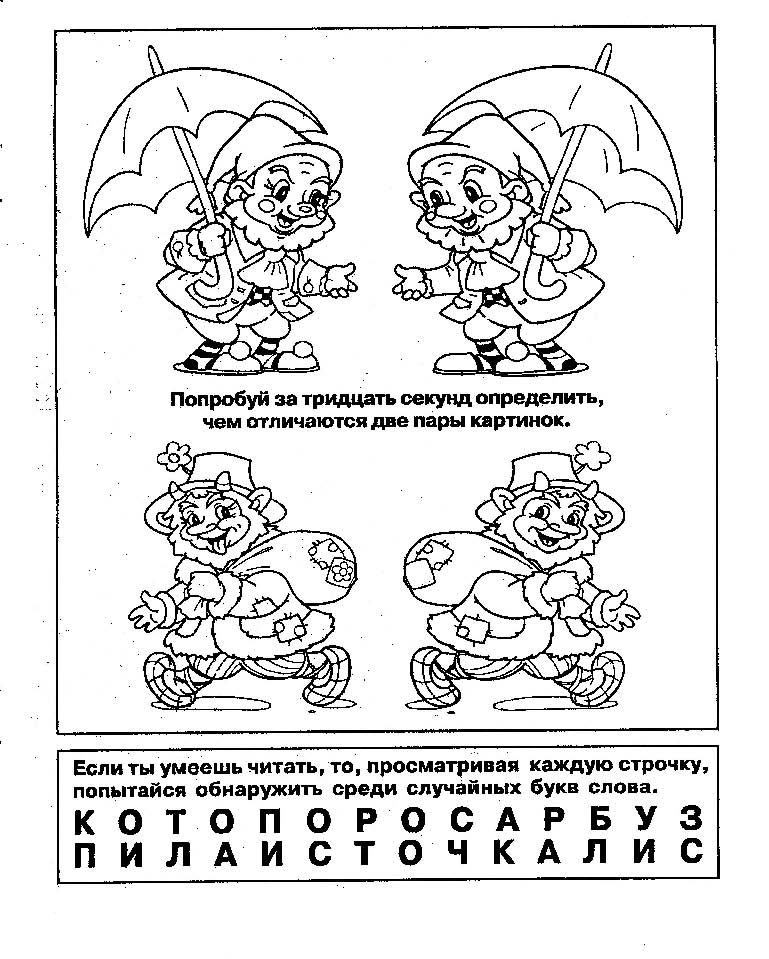 Попробуй за тридцать секунд определить,
чем отличаются две пары картинок.
Если ты умеешь читать, то, просматривая каждую строчку,
попытайся обнаружить среди случайных букв слова.
К О Т О П О Р О С А Р Б У З
П И Л А И С Т О Ч К А Л И С